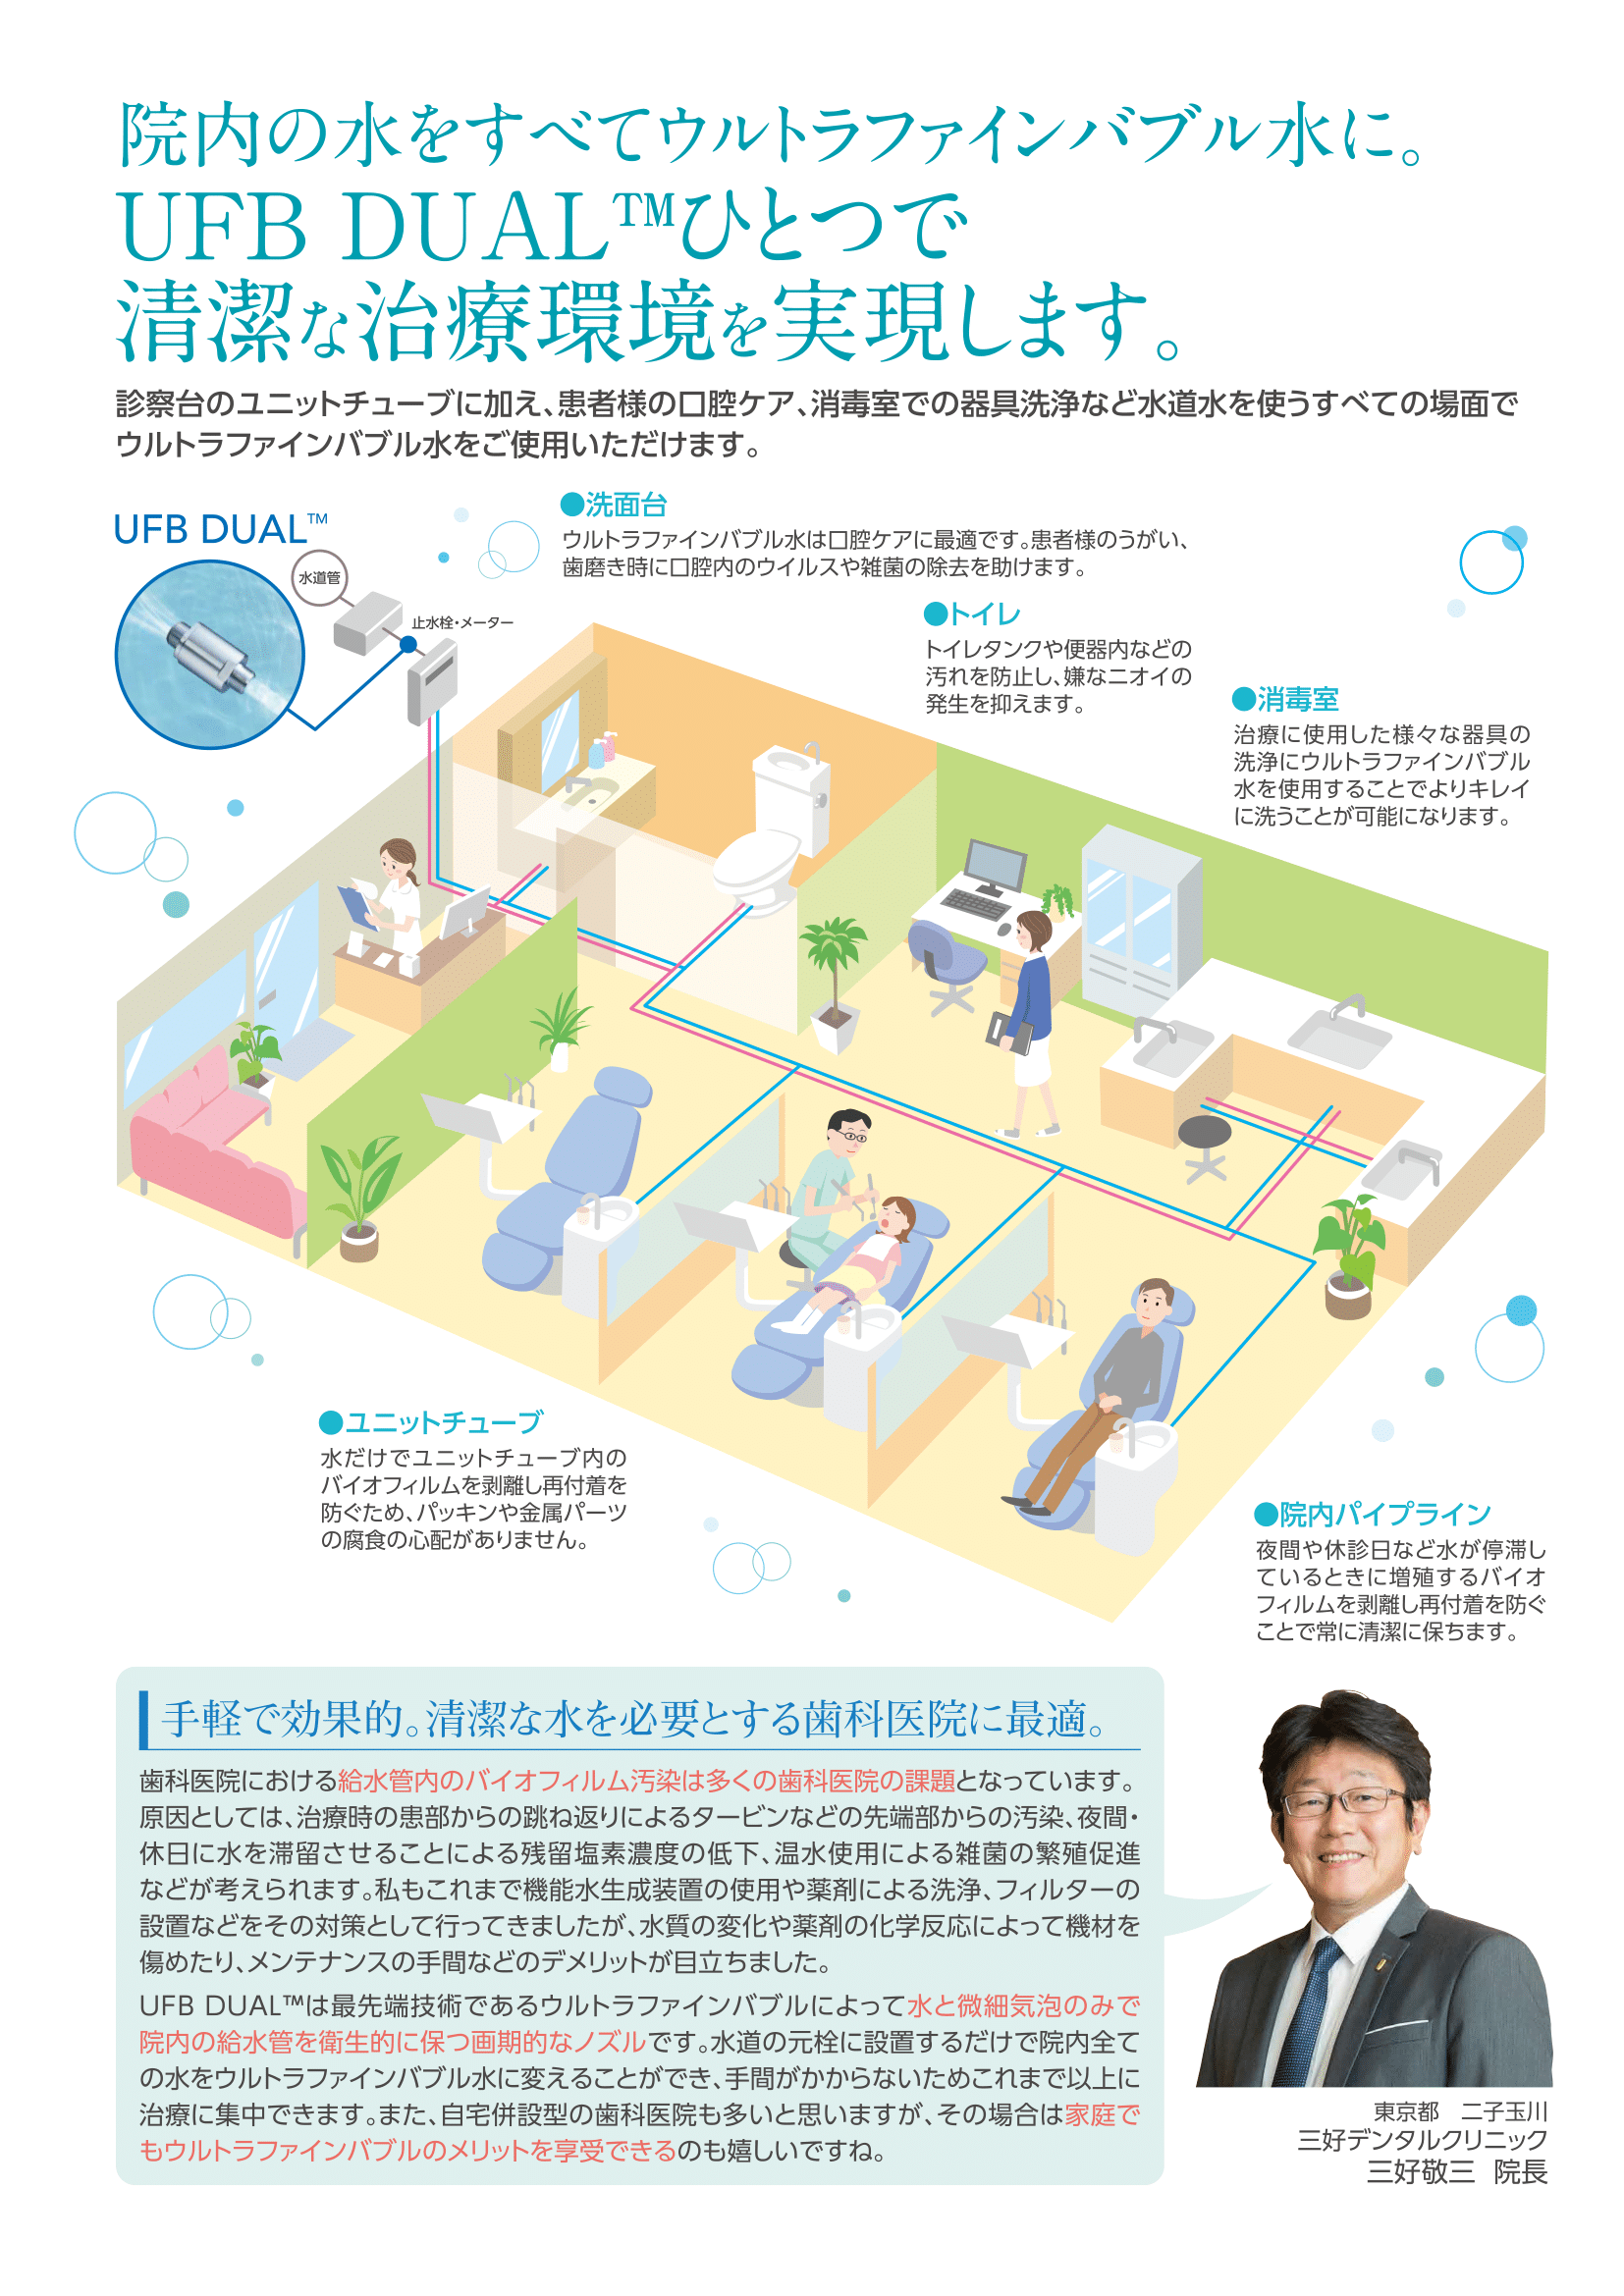 院内の水をすべてウルトラファインバブル水に。
UFB DUAL™ひとつで
清潔な治療環境を実現します。
診察台のユニットチューブに加え、患者様の口腔ケア、消毒室での器具洗浄など水道水を使うすべての場面で
ウルトラファインバブル水をご使用いただけます。
UFB DUAL™
水道管
止水栓・メーター
●洗面台
ウルトラファインバブル水は口腔ケアに最適です。患者様のうがい、
歯磨き時に口腔内のウイルスや雑菌の除去を助けます。
●トイレ
トイレタンクや便器内などの
汚れを防止し、嫌なニオイの
発生を抑えます。
●消毒室
治療に使用した様々な器具の
洗浄にウルトラファインバブル
水を使用することでよりキレイ
に洗うことが可能になります。
●ユニットチューブ
水だけでユニットチューブ内の
バイオフィルムを剥離し再付着を
防ぐため、パッキンや金属パーツ
の腐食の心配がありません。
●院内パイプライン
夜間や休診日など水が停滞し
ているときに増殖するバイオ
フィルムを剥離し再付着を防ぐ
ことで常に清潔に保ちます。
手軽で効果的。清潔な水を必要とする歯科医院に最適。
歯科医院における給水管内のバイオフィルム汚染は多くの歯科医院の課題となっています。
原因としては、治療時の患部からの跳ね返りによるタービンなどの先端部からの汚染、夜間・
休日に水を滞留させることによる残留塩素濃度の低下、温水使用による雑菌の繁殖促進
などが考えられます。私もこれまで機能水生成装置の使用や薬剤による洗浄、フィルターの
設置などをその対策として行ってきましたが、水質の変化や薬剤の化学反応によって機材を
傷めたり、メンテナンスの手間などのデメリットが目立ちました。
UFB DUAL™は最先端技術であるウルトラファインバブルによって水と微細気泡のみで
院内の給水管を衛生的に保つ画期的なノズルです。水道の元栓に設置するだけで院内全て
の水をウルトラファインバブル水に変えることができ、手間がかからないためこれまで以上に
治療に集中できます。また、自宅併設型の歯科医院も多いと思いますが、その場合は家庭で
もウルトラファインバブルのメリットを享受できるのも嬉しいですね。
東京都　二子玉川
三好デンタルクリニック
三好敬三　院長